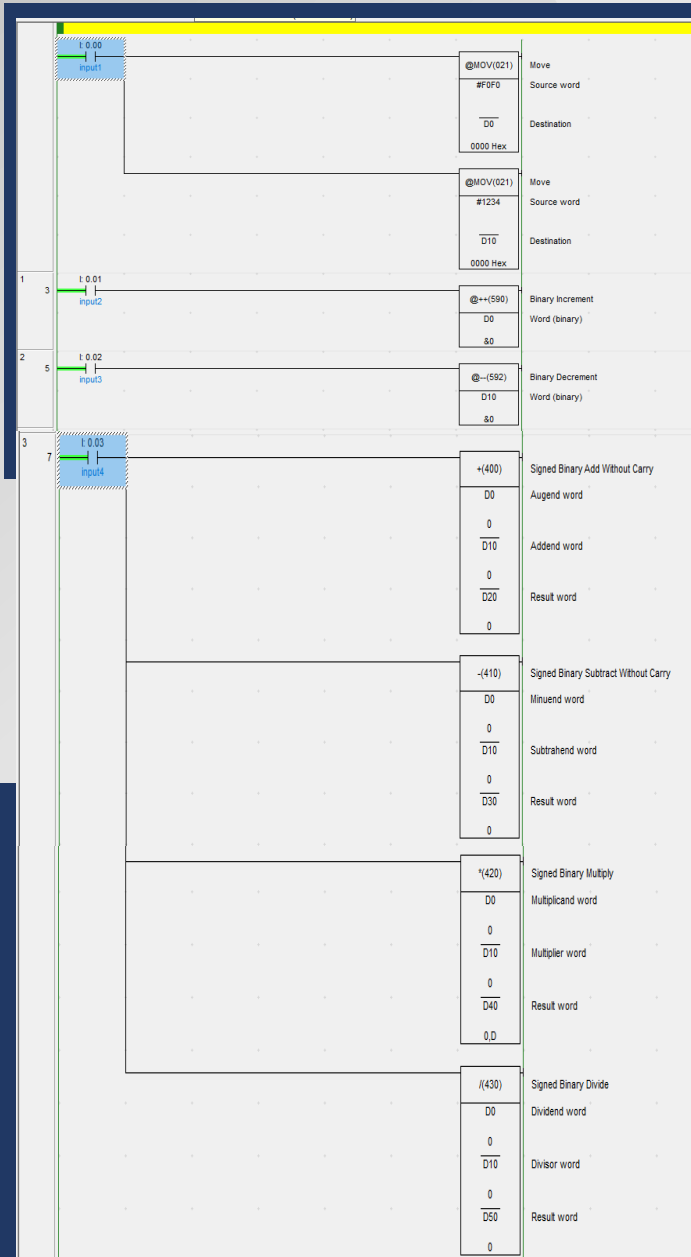 I: 0.00
input1
@MOV(021) Move
#F0F0 Source word
D0 Destination
0000 Hex
@MOV(021) Move
#1234 Source word
D10 Destination
0000 Hex
1
3
I: 0.01
input2
@++(590) Binary Increment
D0 Word (binary)
&0
2
5
I: 0.02
input3
@--(592) Binary Decrement
D10 Word (binary)
&0
3
7
I: 0.03
input4
+(400) Signed Binary Add Without Carry
D0 Augend word
0
D10 Addend word
0
D20 Result word
0
-(410) Signed Binary Subtract Without Carry
D0 Minuend word
0
D10 Subtrahend word
0
D30 Result word
0
*(420) Signed Binary Multiply
D0 Multiplicand word
0
D10 Multiplier word
0
D40 Result word
0,D
/(430) Signed Binary Divide
D0 Dividend word
0
D10 Divisor word
0
D50 Result word
0